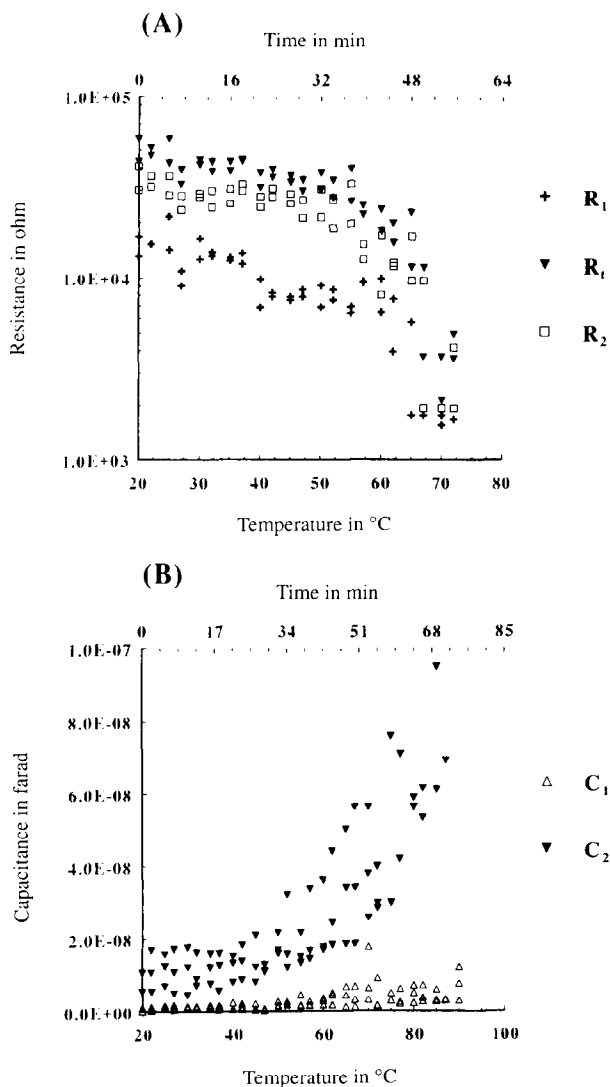 (A)
Time in min
0 16 32 48 64
1.0E+05
1.0E+04
1.0E+03
Resistance in ohm
20 30 40 50 60 70 80
Temperature in °C
R1
Rt
R2
(B)
Time in min
0 17 34 51 68 85
1.0E-07
8.0E-08
6.0E-08
4.0E-08
2.0E-08
0.0E+00
Capacitance in farad
20 40 60 80 100
Temperature in °C
C1
C2